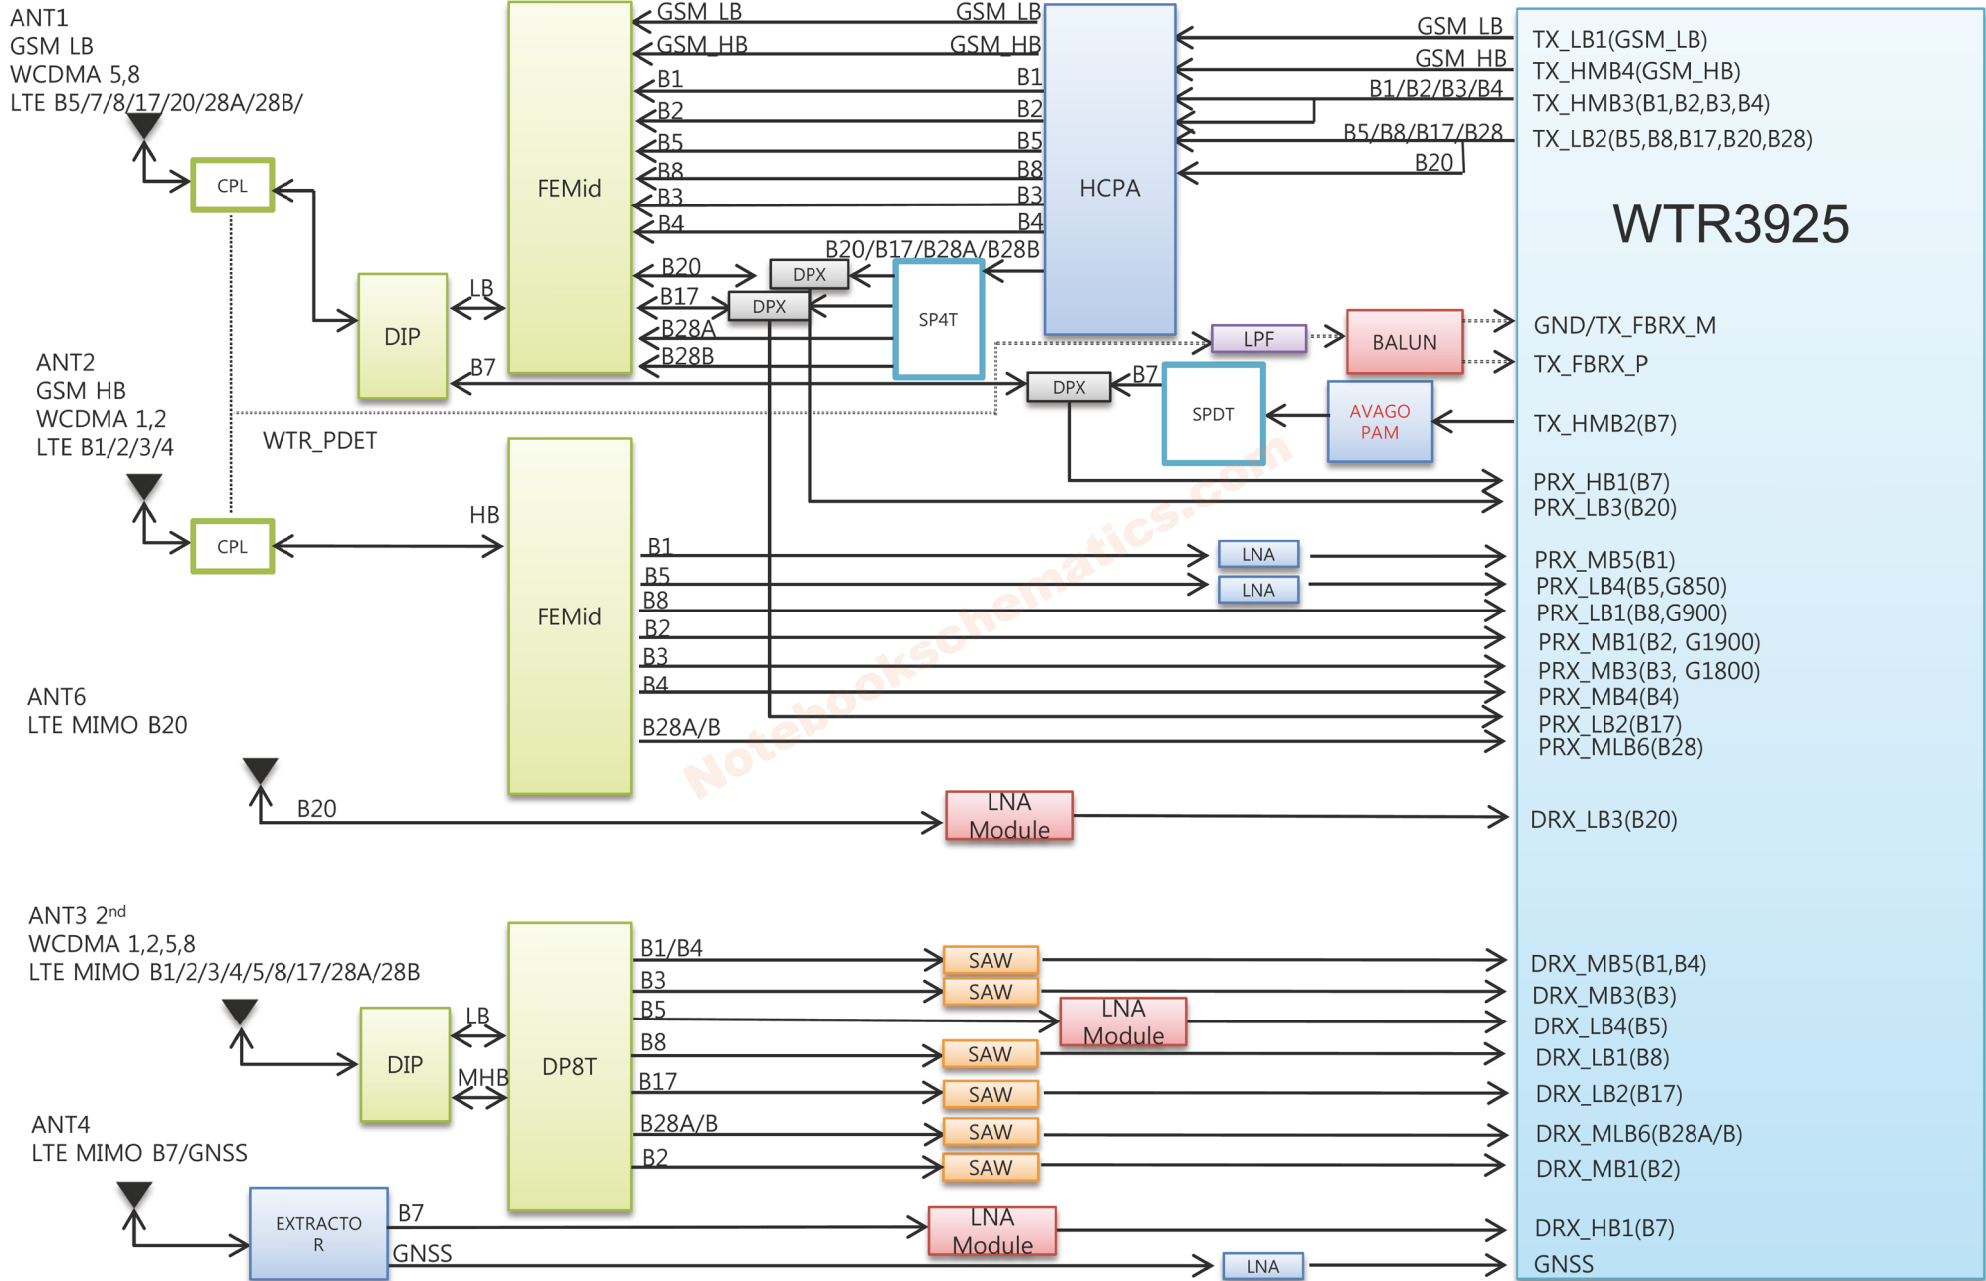 ANT1
GSM LB
WCDMA 5,8
LTE B5/7/8/17/20/28A/28B/
CPL
DIP
LB
B7
FEMid
GSM LB
GSM_HB
B1
B2
B5
B8
B3
B4
B20
B17
B28A
B28B
GSM LB
GSM_HB
B1
B2
B5
B8
B3
B4
B20/B17/B28A/B28B
DPX
DPX
SP4T
HCPA
GSM LB
GSM HB
B1/B2/B3/B4
B5/B8/B17/B28
B20
TX_LB1(GSM_LB)
TX_HMB4(GSM_HB)
TX_HMB3(B1,B2,B3,B4)
TX_LB2(B5,B8,B17,B20,B28)
WTR3925
LPF
BALUN
GND/TX_FBRX_M
TX_FBRX_P
DPX
B7
SPDT
AVAGO
PAM
TX_HMB2(B7)
ANT2
GSM HB
WCDMA 1,2
LTE B1/2/3/4
WTR_PDET
CPL
HB
FEMid
PRX_HB1(B7)
PRX_LB3(B20)
B1
LNA
PRX_MB5(B1)
B5
LNA
PRX_LB4(B5,G850)
B8
PRX_LB1(B8,G900)
B2
PRX_MB1(B2, G1900)
B3
PRX_MB3(B3, G1800)
B4
PRX_MB4(B4)
PRX_LB2(B17)
B28A/B
PRX_MLB6(B28)
Notebookschematics.com
ANT6
LTE MIMO B20
B20
LNA
Module
DRX_LB3(B20)
ANT3 2nd
WCDMA 1,2,5,8
LTE MIMO B1/2/3/4/5/8/17/28A/28B
DIP
LB
MHB
DP8T
B1/B4
SAW
DRX_MB5(B1,B4)
B3
SAW
DRX_MB3(B3)
B5
LNA
Module
DRX_LB4(B5)
B8
SAW
DRX_LB1(B8)
B17
SAW
DRX_LB2(B17)
B28A/B
SAW
DRX_MLB6(B28A/B)
B2
SAW
DRX_MB1(B2)
ANT4
LTE MIMO B7/GNSS
EXTRACTO
R
B7
LNA
Module
DRX_HB1(B7)
GNSS
LNA
GNSS